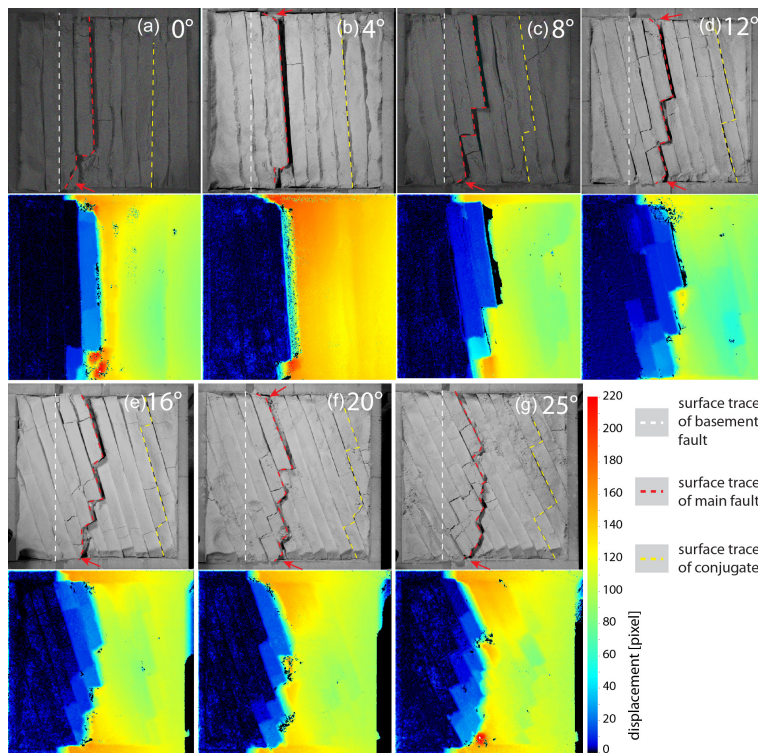 (a) 0°
(b) 4°
(c) 8°
(d) 12°
(e) 16°
(f) 20°
(g) 25°
220
200
180
160
140
120
100
80
60
40
20
0
displacement [pixel]
surface trace
of basement
fault
surface trace
of main fault
surface trace
of conjugate